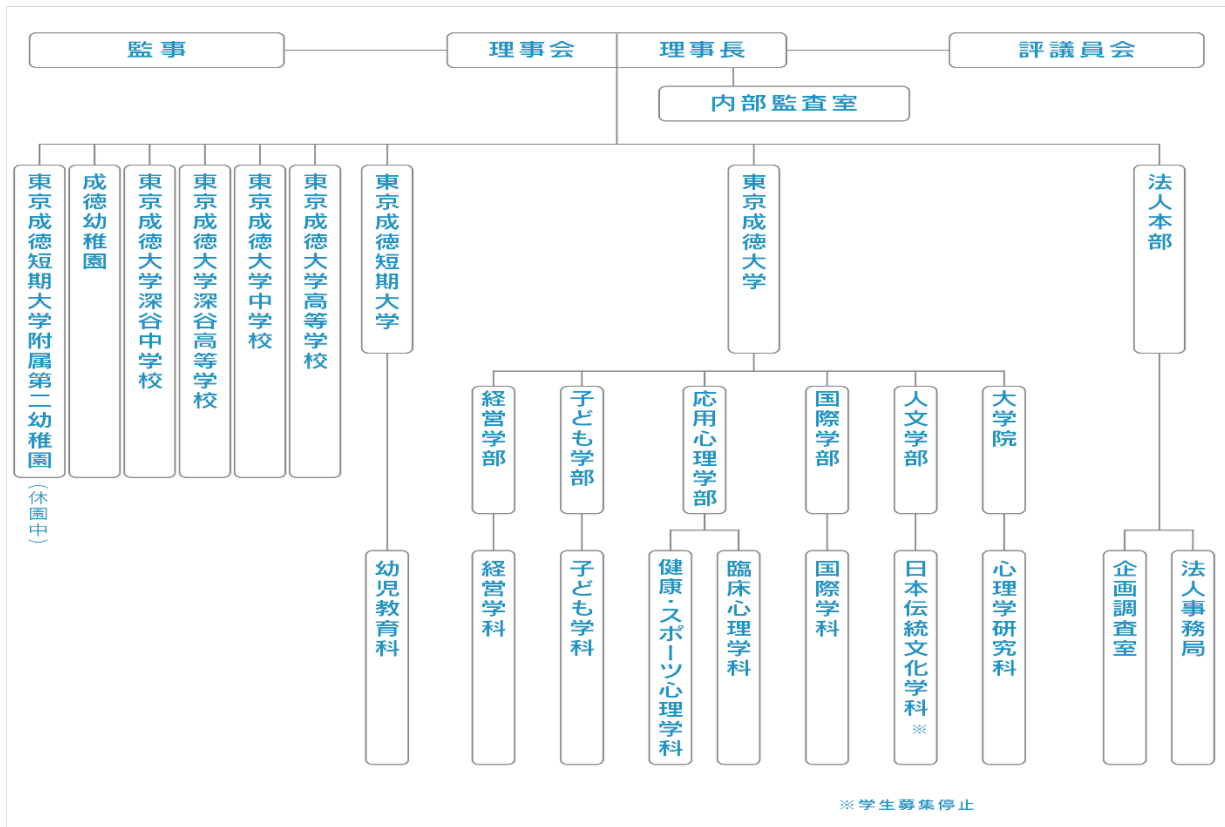 監事
理事会
理事長
評議員会
内部監査室
東京成徳短期大学附属第二幼稚園
(休園中)
成徳幼稚園
東京成徳大学深谷中学校
東京成徳大学深谷高等学校
東京成徳大学中学校
東京成徳大学高等学校
東京成徳短期大学
東京成徳大学
法人本部
経営学部
子ども学部
応用心理学部
国際学部
人文学部
大学院
幼児教育科
経営学科
子ども学科
健康・スポーツ心理学科
臨床心理学科
国際学科
日本伝統文化学科※
心理学研究科
企画調査室
法人事務局
※学生募集停止